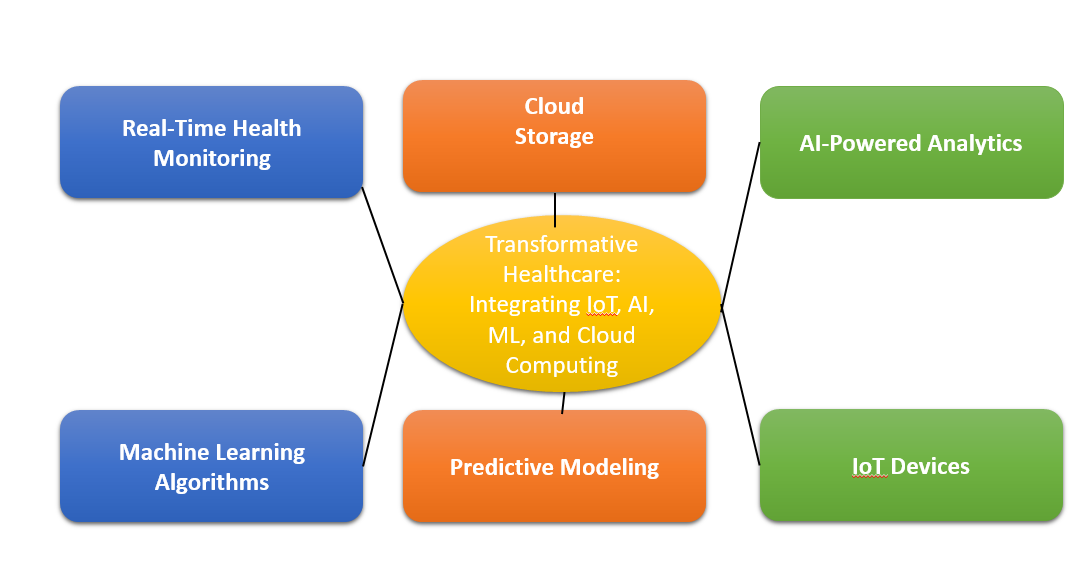 Real-Time Health
Monitoring
Cloud
Storage
AI-Powered Analytics
Transformative
Healthcare:
Integrating IoT, AI,
ML, and Cloud
Computing
Machine Learning
Algorithms
Predictive Modeling
IoT Devices